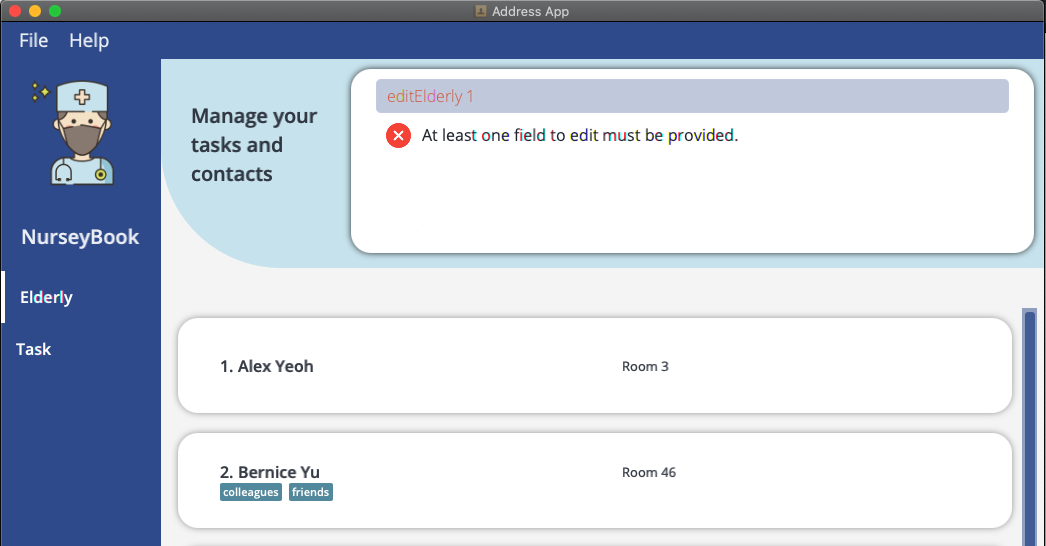 Address App
File Help
Manage your
tasks and
contacts
editElderly 1
At least one field to edit must be provided.
NurseyBook
Elderly
Task
1. Alex Yeoh
Room 3
2. Bernice Yu
Room 46
colleagues friends